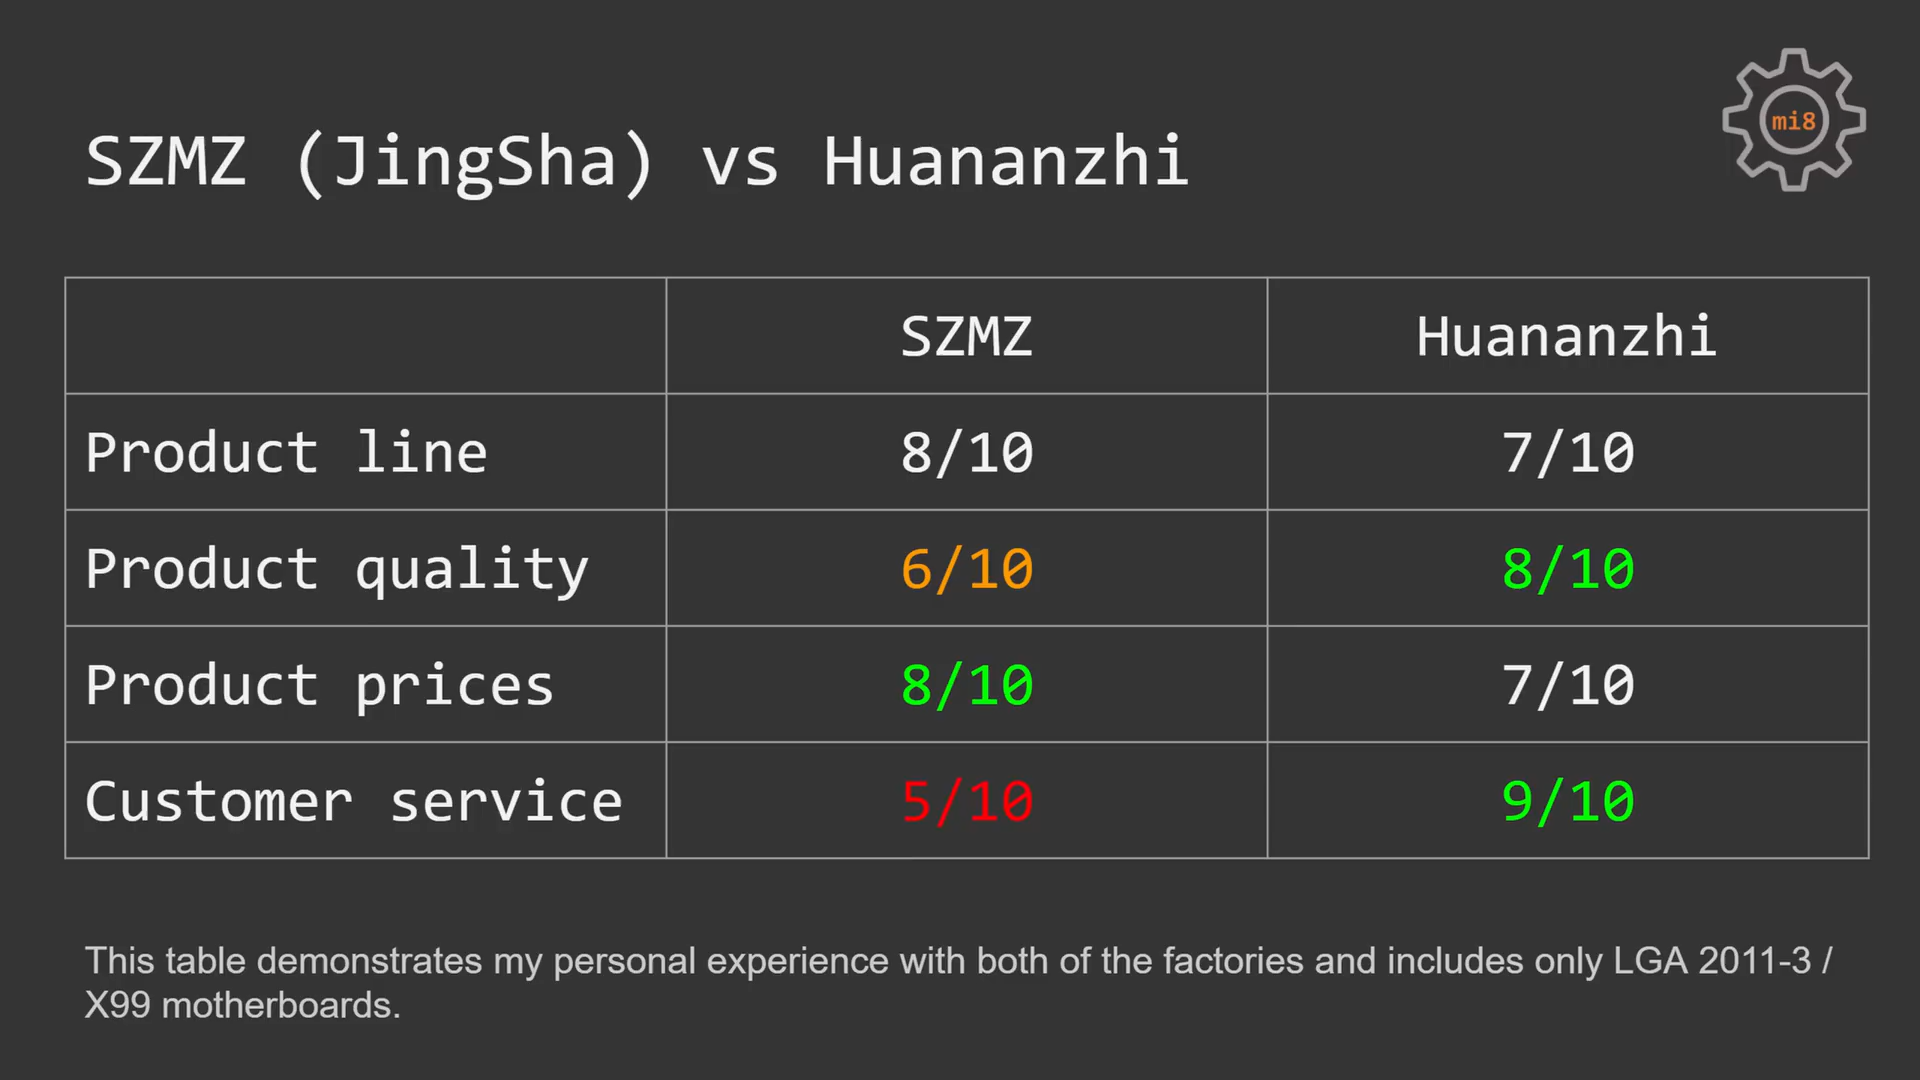 mi8
SZMZ (JingSha) vs Huananzhi
SZMZ Huananzhi
Product line 8/10 7/10
Product quality 6/10 8/10
Product prices 8/10 7/10
Customer service 5/10 9/10
This table demonstrates my personal experience with both of the factories and includes only LGA 2011-3 /
X99 motherboards.